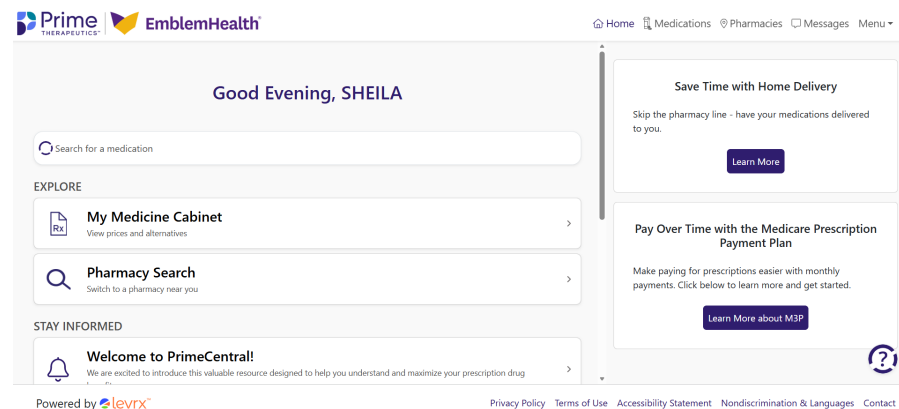 Prime THERAPEUTICS EmblemHealth Home Medications Pharmacies Messages Menu
Good Evening, SHEILA
Search for a medication
EXPLORE
Rx
My Medicine Cabinet
View prices and alternatives
Pharmacy Search
Switch to a pharmacy near you
STAY INFORMED
Welcome to PrimeCentral!
We are excited to introduce this valuable resource designed to help you understand and maximize your prescription drug
Save Time with Home Delivery
Skip the pharmacy line - have your medications delivered
to you.
Learn More
Pay Over Time with the Medicare Prescription
Payment Plan
Make paying for prescriptions easier with monthly
payments. Click below to learn more and get started.
Learn More about M3P
?
Powered by levrx Privacy Policy Terms of Use Accessibility Statement Nondiscrimination & Languages Contact